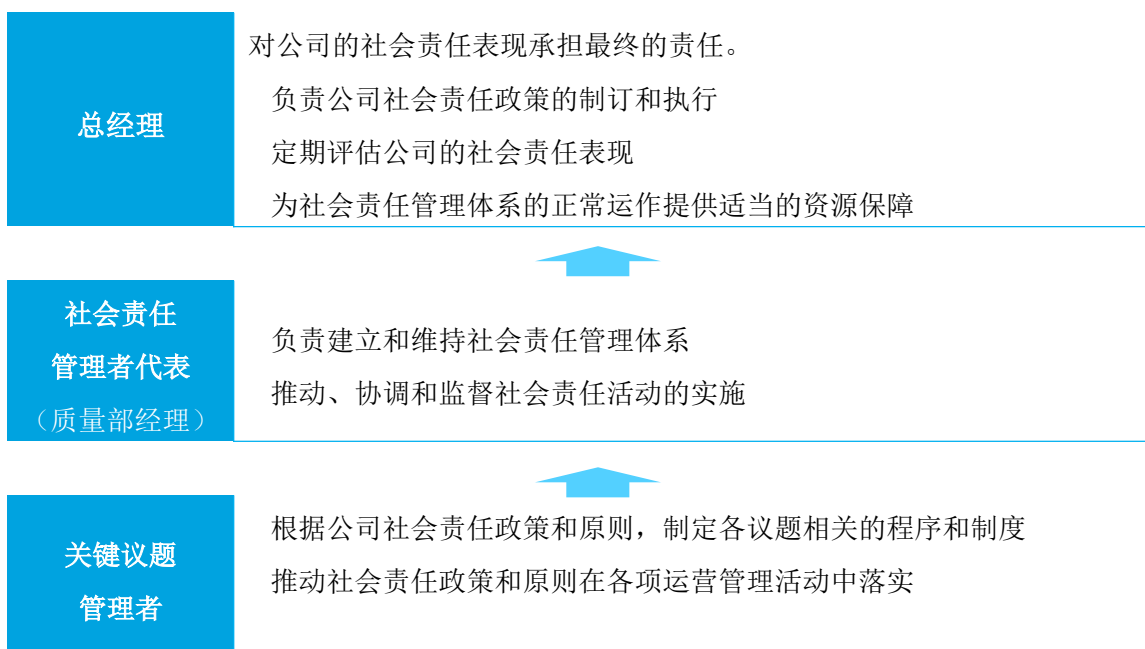 总经理
对公司的社会责任表现承担最终的责任。
负责公司社会责任政策的制订和执行
定期评估公司的社会责任表现
为社会责任管理体系的正常运作提供适当的资源保障
社会责任
管理者代表
（质量部经理）
负责建立和维持社会责任管理体系
推动、协调和监督社会责任活动的实施
关键议题
管理者
根据公司社会责任政策和原则，制定各议题相关的程序和制度
推动社会责任政策和原则在各项运营管理活动中落实